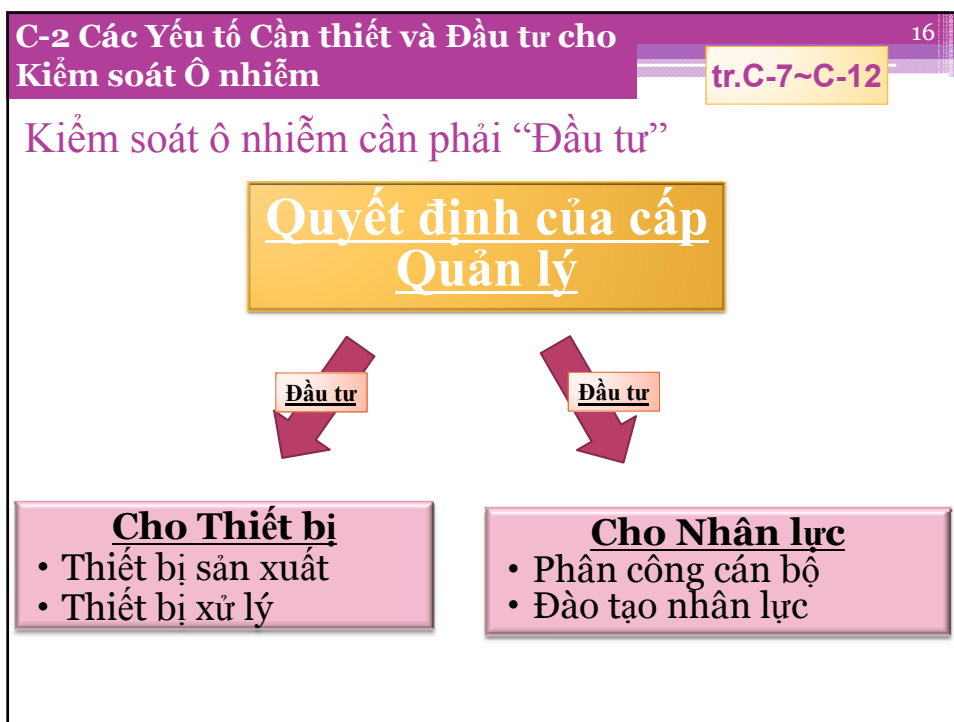 C-2 Các Yếu tố Cần thiết và Đầu tư cho
Kiểm soát Ô nhiễm
16
tr.C-7~C-12
Kiểm soát ô nhiễm cần phải “Đầu tư”
Quyết định của cấp
Quản lý
Đầu tư
Đầu tư
Cho Thiết bị
• Thiết bị sản xuất
• Thiết bị xử lý
Cho Nhân lực
• Phân công cán bộ
• Đào tạo nhân lực